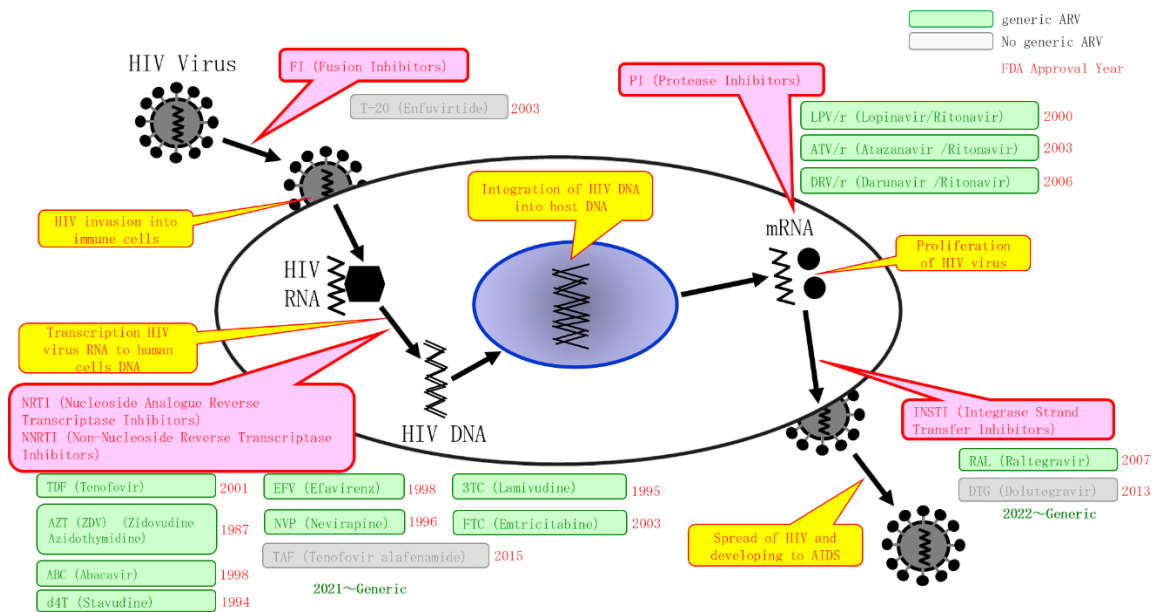 generic ARV
No generic ARV
FDA Approval Year
HIV Virus
FI (Fusion Inhibitors)
T-20 (Enfuvirtide) 2003
PI (Protease Inhibitors)
LPV/r (Lopinavir/Ritonavir) 2000
ATV/r (Atazanavir /Ritonavir) 2003
DRV/r (Darunavir /Ritonavir) 2006
HIV invasion into
immune cells
Integration of HIV DNA
into host DNA
mRNA
Proliferation
of HIV virus
HIV
RNA
Transcription HIV
virus RNA to human
cells DNA
NRTI (Nucleoside Analogue Reverse
Transcriptase Inhibitors)
NNRTI (Non-Nucleoside Reverse Transcriptase
Inhibitors)
HIV DNA
INSTI (Integrase Strand
Transfer Inhibitors)
RAL (Raltegravir) 2007
DTG (Dolutegravir) 2013
2022～Generic
TDF (Tenofovir) 2001
AZT (ZDV) (Zidovudine
Azidothymidine) 1987
ABC (Abacavir) 1998
d4T (Stavudine) 1994
EFV (Efavirenz) 1998
NVP (Nevirapine) 1996
TAF (Tenofovir alafenamide) 2015
2021～Generic
3TC (Lamivudine) 1995
FTC (Emtricitabine) 2003
Spread of HIV and
developing to AIDS